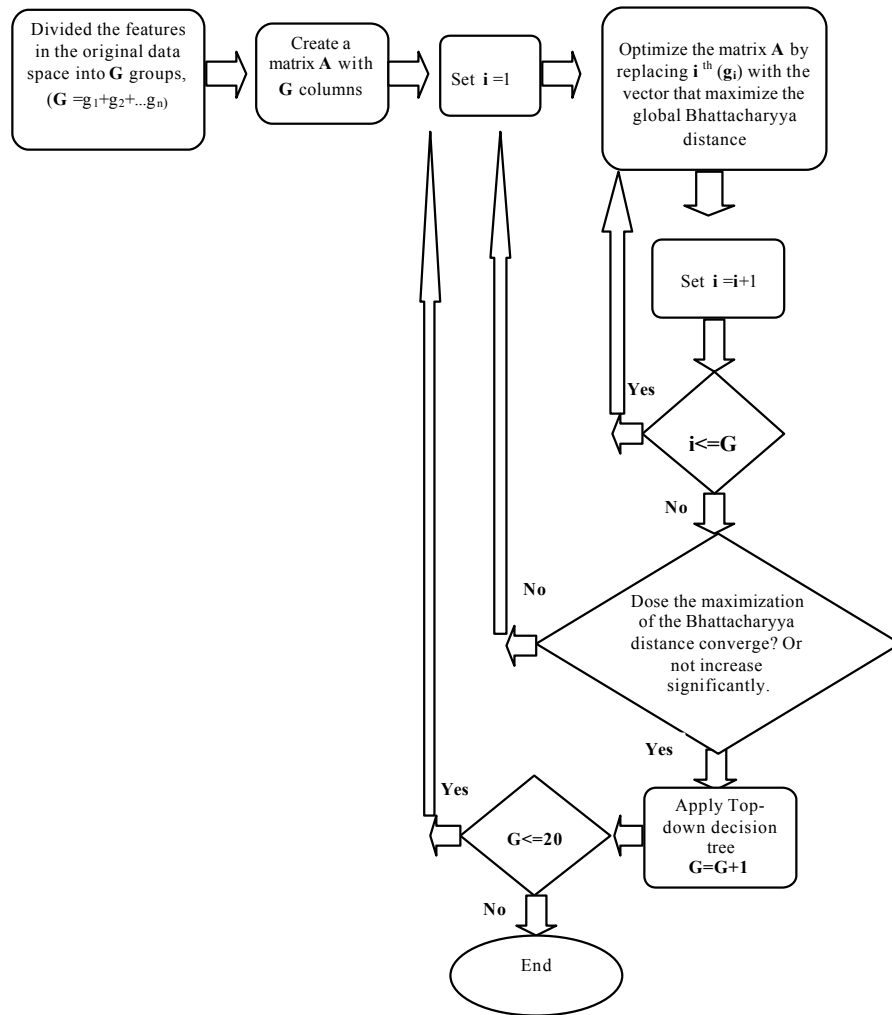 Divided the features
in the original data
space into G groups,
(G =g1+g2+...gn)
Create a
matrix A with
G columns
Set i =1
Optimize the matrix A by
replacing i th (gi) with the
vector that maximize the
global Bhattacharyya
distance
Set i =i+1
Yes
i<=G
No
No
Dose the maximization
of the Bhattacharyya
distance converge? Or
not increase
significantly.
Yes
Apply Top-
down decision
tree
G=G+1
Yes
G<=20
No
End